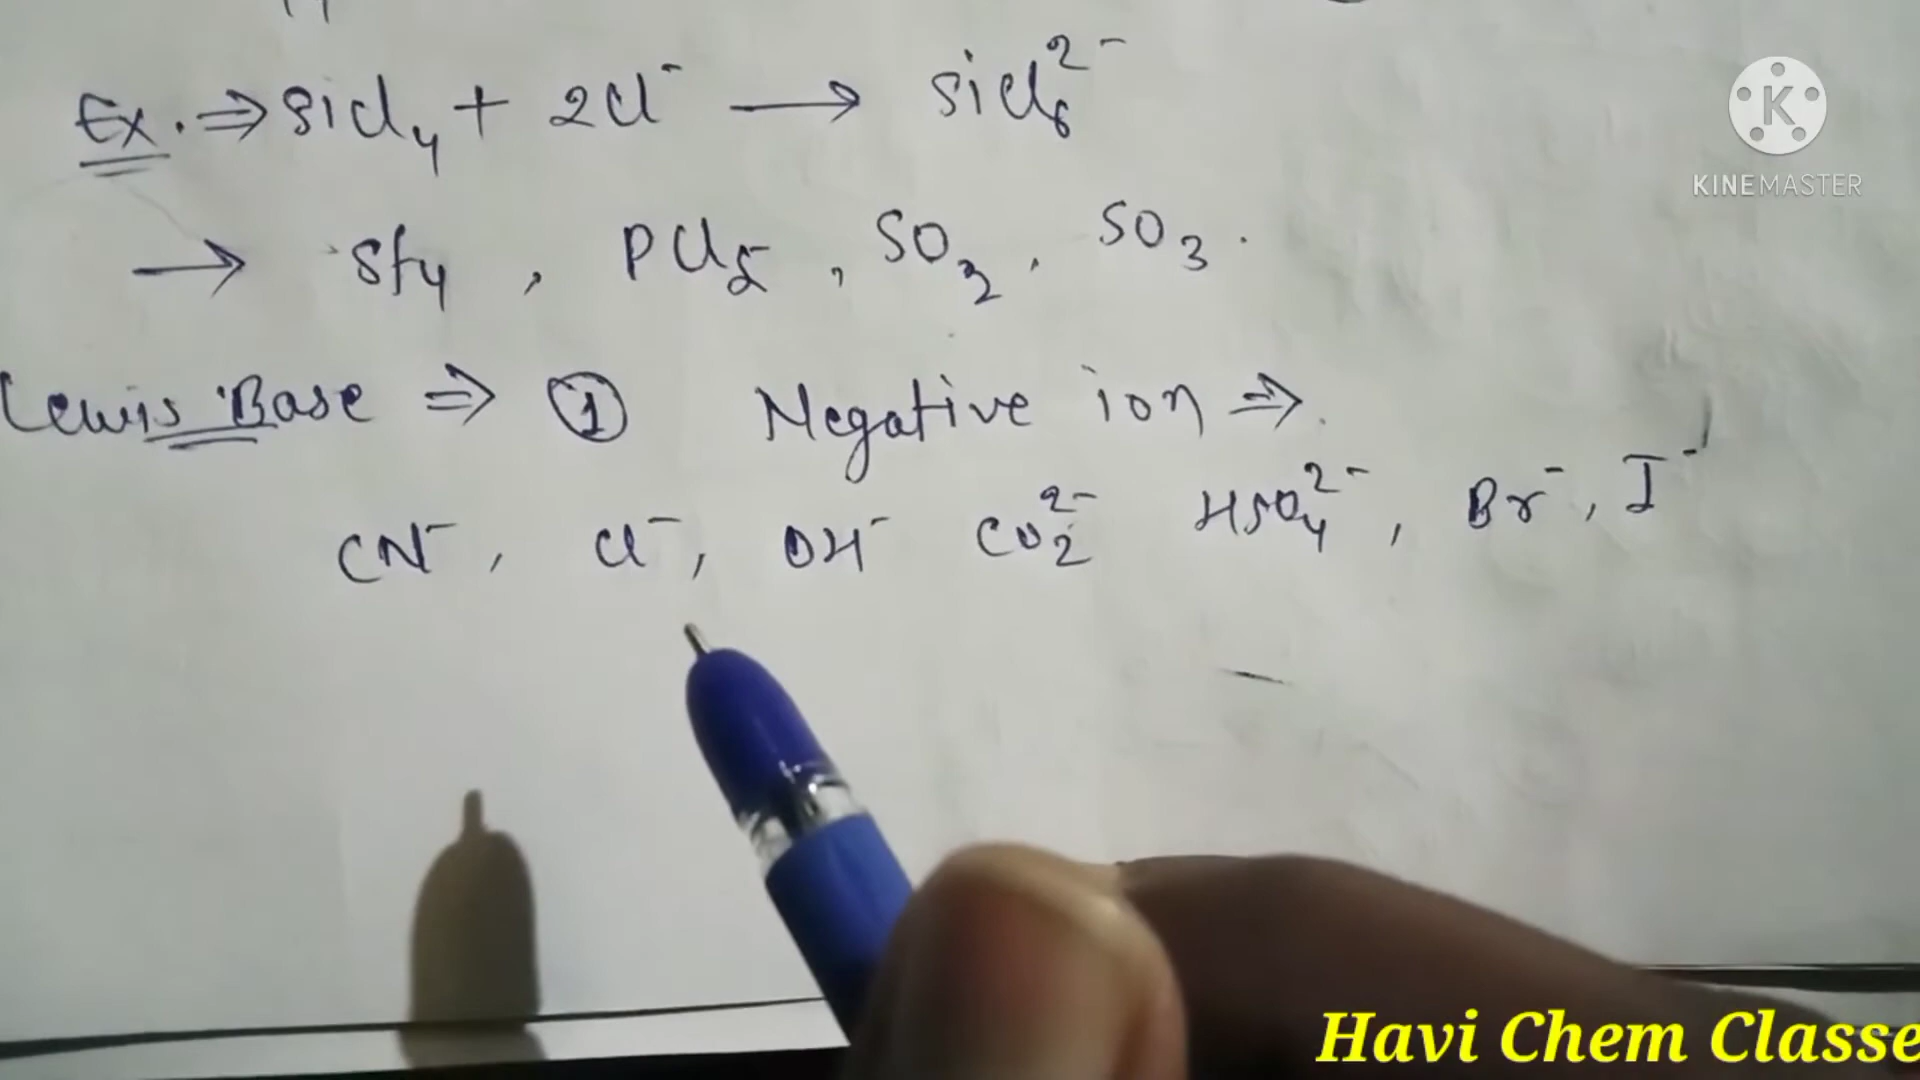 Ex. ⇒ SiCl₄ + 2Cl⁻ ⟶ SiCl₆²⁻
K
KINEMASTER
→ Sf₄, PCl₅, SO₂, SO₃.
Lewis Base ⇒ ① Negative ion ⇒
CN⁻, Cl⁻, OH⁻ CO₂²⁻ HSO₄²⁻, Br⁻, I⁻
Havi Chem Classe